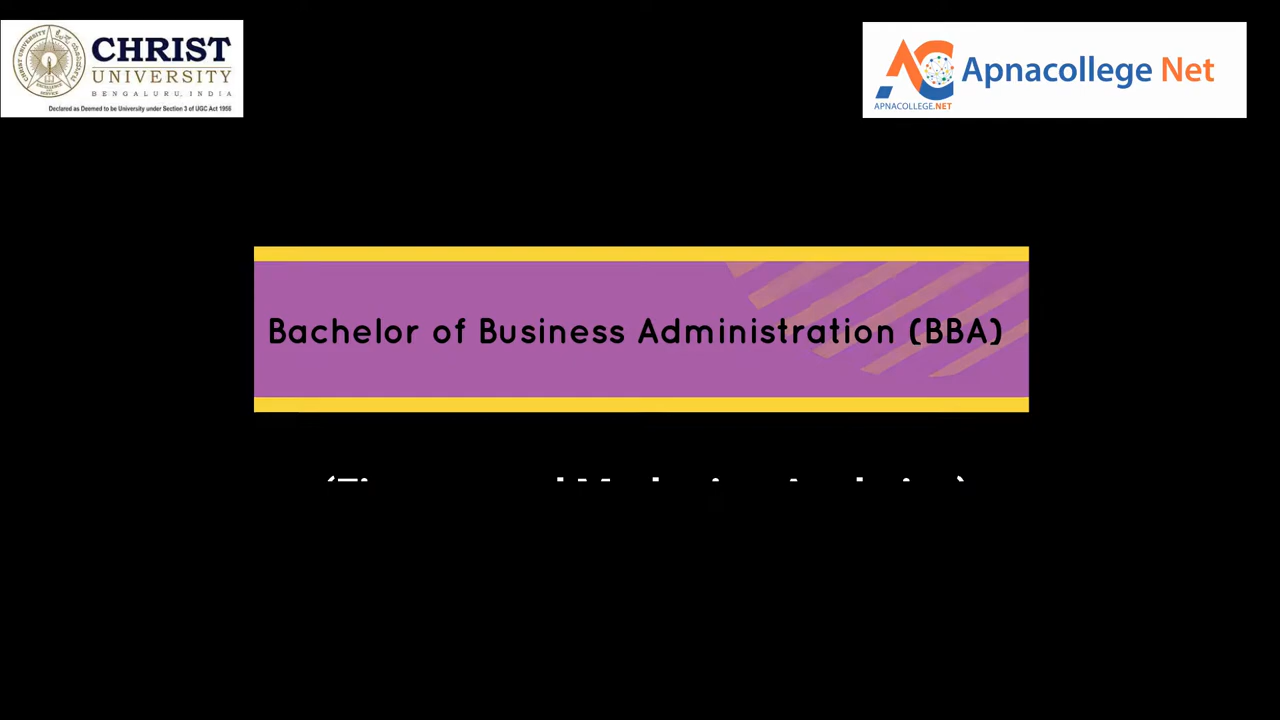 CHRIST
UNIVERSITY
BENGALURU, INDIA
Declared as Deemed to be University under Section 3 of UGC Act 1956
Apnacollege Net
APNACOLLEGE.NET
Bachelor of Business Administration (BBA)